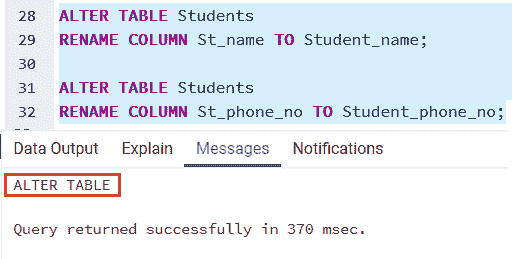 28 ALTER TABLE Students
29 RENAME COLUMN St_name TO Student_name;
30
31 ALTER TABLE Students
32 RENAME COLUMN St_phone_no TO Student_phone_no;
Data Output Explain Messages Notifications
ALTER TABLE
Query returned successfully in 370 msec.